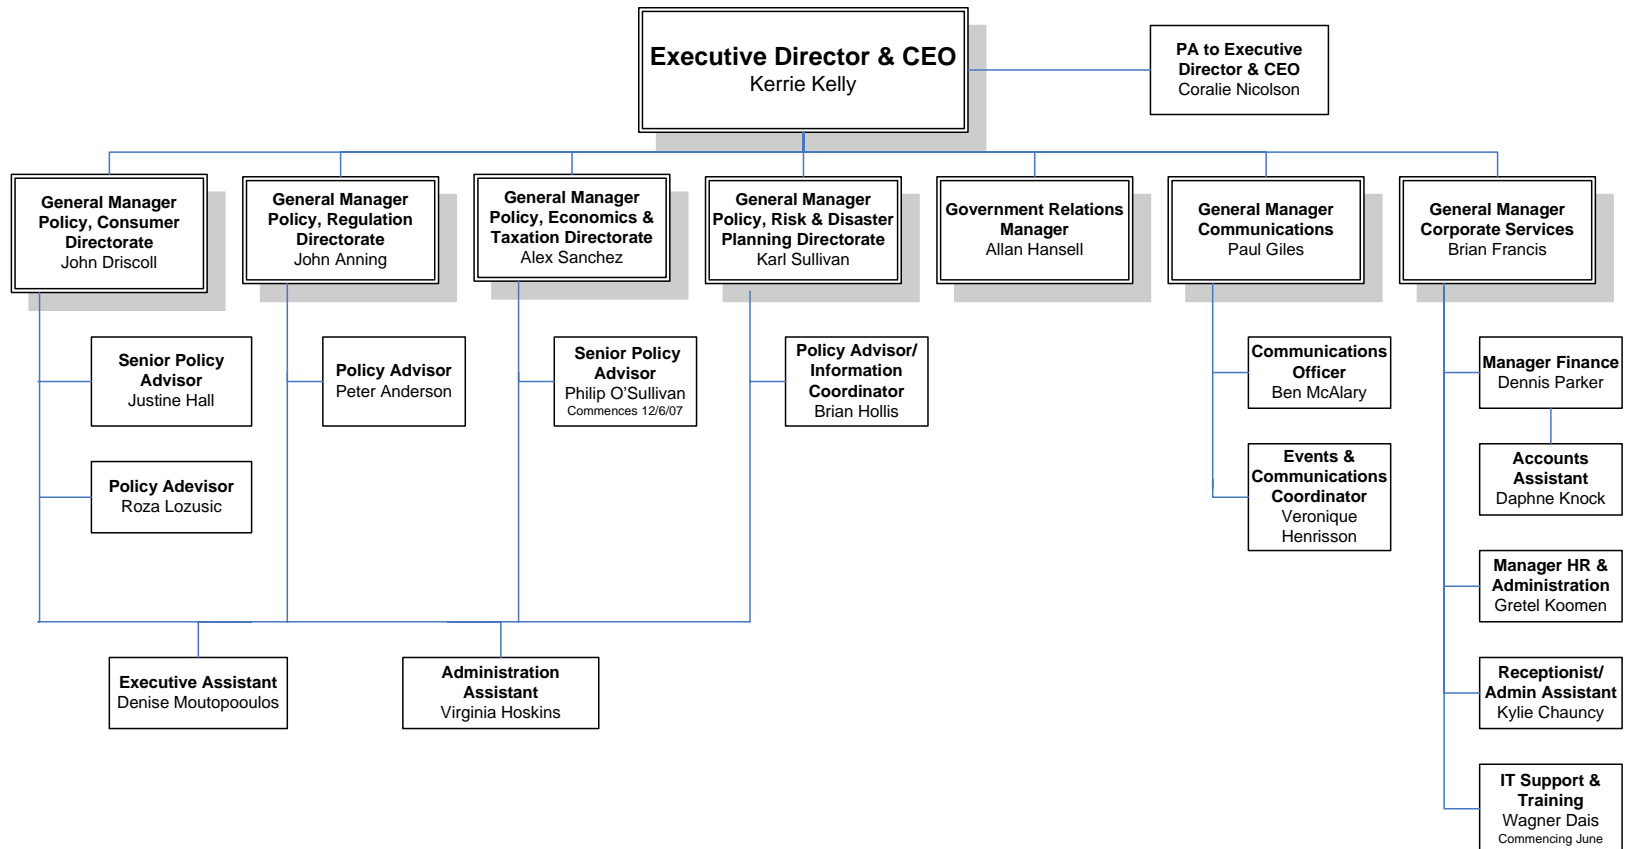 Executive Director & CEO
Kerrie Kelly
PA to Executive
Director & CEO
Coralie Nicolson
General Manager
Policy, Consumer
Directorate
John Driscoll
General Manager
Policy, Regulation
Directorate
John Anning
General Manager
Policy, Economics &
Taxation Directorate
Alex Sanchez
General Manager
Policy, Risk & Disaster
Planning Directorate
Karl Sullivan
Government Relations
Manager
Allan Hansell
General Manager
Communications
Paul Giles
General Manager
Corporate Services
Brian Francis
Senior Policy
Advisor
Justine Hall
Policy Advisor
Peter Anderson
Senior Policy
Advisor
Philip O’Sullivan
Commences 12/6/07
Policy Advisor/
Information
Coordinator
Brian Hollis
Communications
Officer
Ben McAlary
Manager Finance
Dennis Parker
Policy Adevisor
Roza Lozusic
Events &
Communications
Coordinator
Veronique
Henrisson
Accounts
Assistant
Daphne Knock
Manager HR &
Administration
Gretel Koomen
Executive Assistant
Denise Moutopooulos
Administration
Assistant
Virginia Hoskins
Receptionist/
Admin Assistant
Kylie Chauncy
IT Support &
Training
Wagner Dais
Commencing June